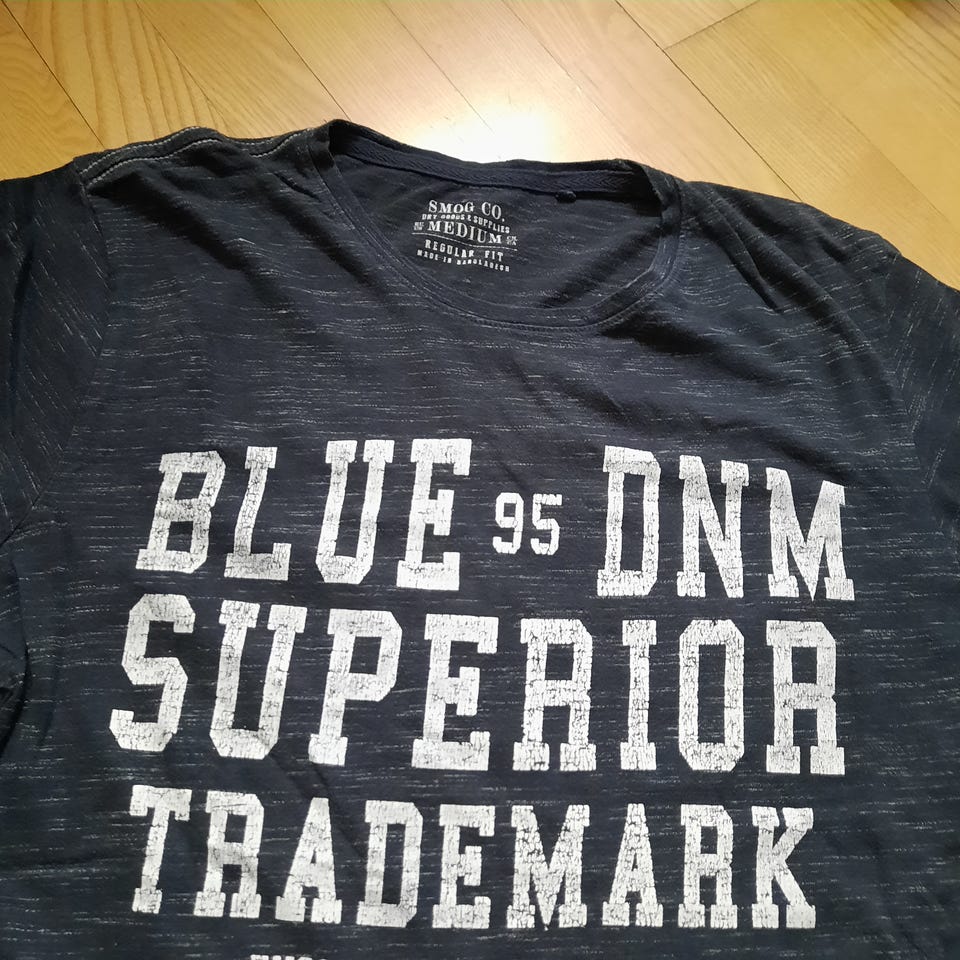 SMOG CO.
DRY GOODS & SUPPLIES
MEDIUM
REGULAR FIT
MADE IN BANGLADESH
BLUE 95 DNM
SUPERIOR
TRADEMARK